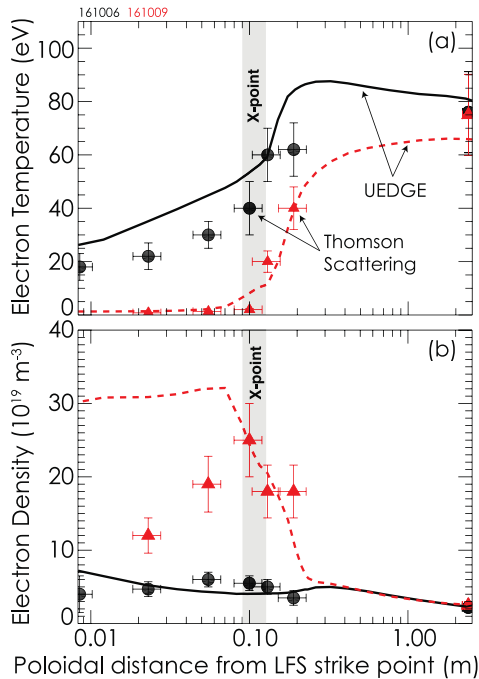 161006 161009
Electron Temperature (eV)
100
80
60
40
20
0
(a)
X-point
UEDGE
Thomson
Scattering
Electron Density (10¹⁹ m⁻³)
40
30
20
10
0
(b)
X-point
0.01 0.10 1.00
Poloidal distance from LFS strike point (m)